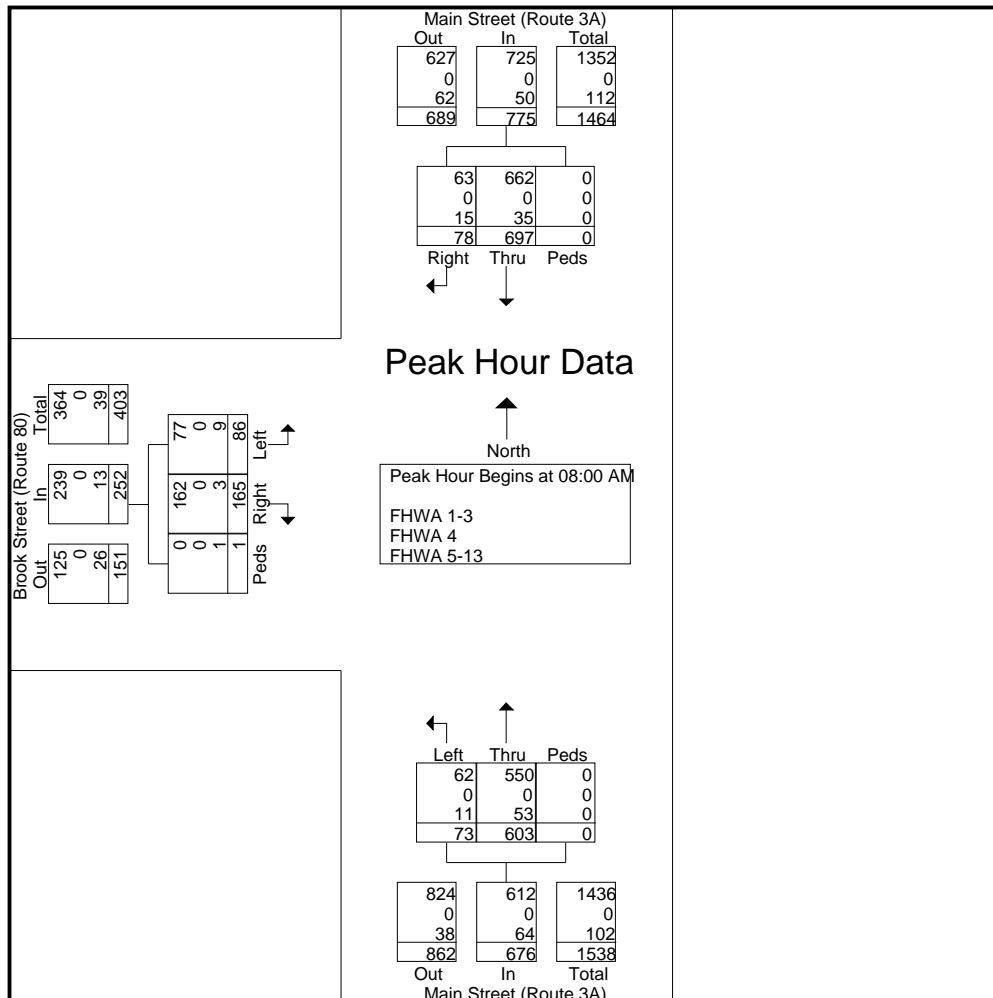 Main Street (Route 3A)
Out In Total
627 725 1352
0 0 0
62 50 112
689 775 1464
63 662 0
0 0 0
15 35 0
78 697 0
Right Thru Peds
Peak Hour Data
North
Peak Hour Begins at 08:00 AM
FHWA 1-3
FHWA 4
FHWA 5-13
Brook Street (Route 80)
Out In Total
125 239 364
0 0 0
26 13 39
151 252 403
0 162 77
0 0 0
1 3 9
1 165 86
Peds Right Left
Left Thru Peds
62 550 0
0 0 0
11 53 0
73 603 0
824 612 1436
0 0 0
38 64 102
862 676 1538
Out In Total
Main Street (Route 3A)